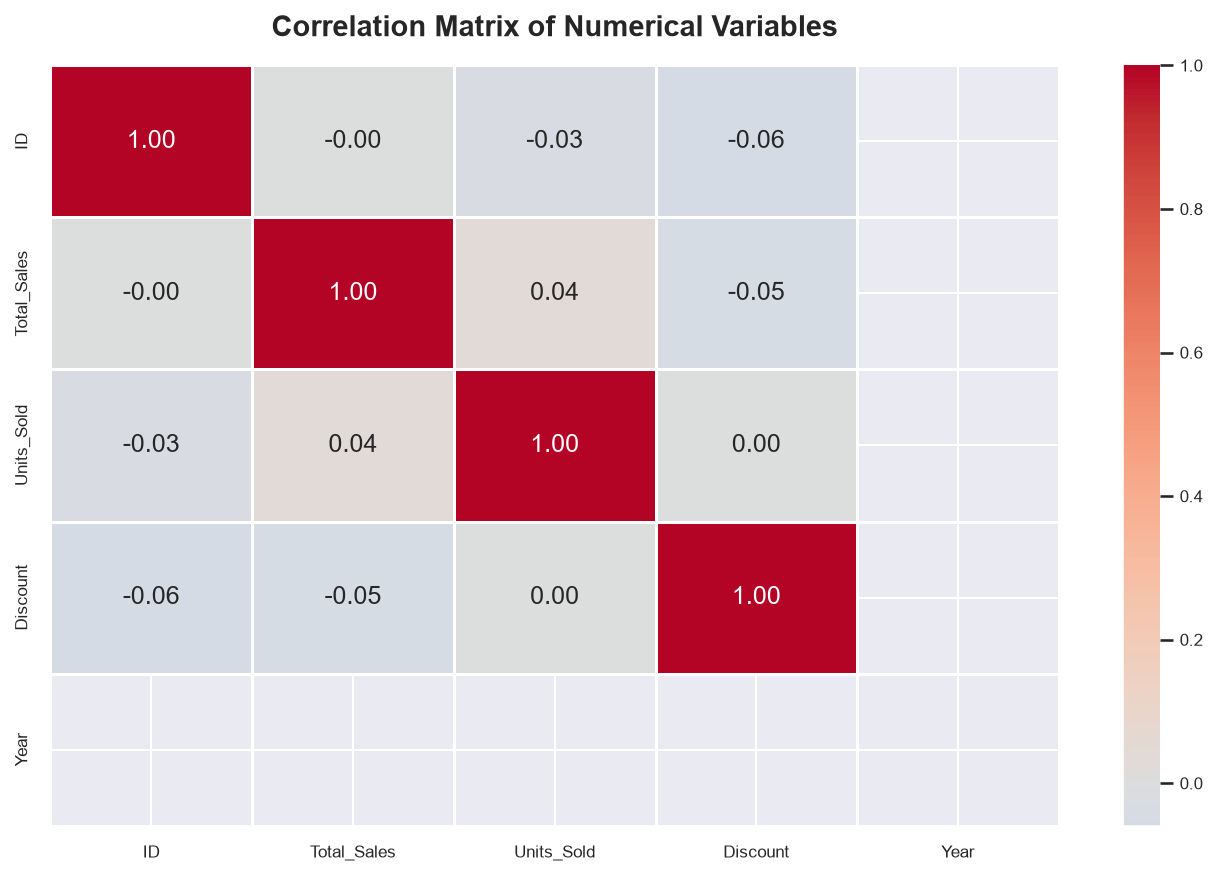 Correlation Matrix of Numerical Variables
ID 1.00 -0.00 -0.03 -0.06
Total_Sales -0.00 1.00 0.04 -0.05
Units_Sold -0.03 0.04 1.00 0.00
Discount -0.06 -0.05 0.00 1.00
Year
ID Total_Sales Units_Sold Discount Year
1.0
0.8
0.6
0.4
0.2
0.0